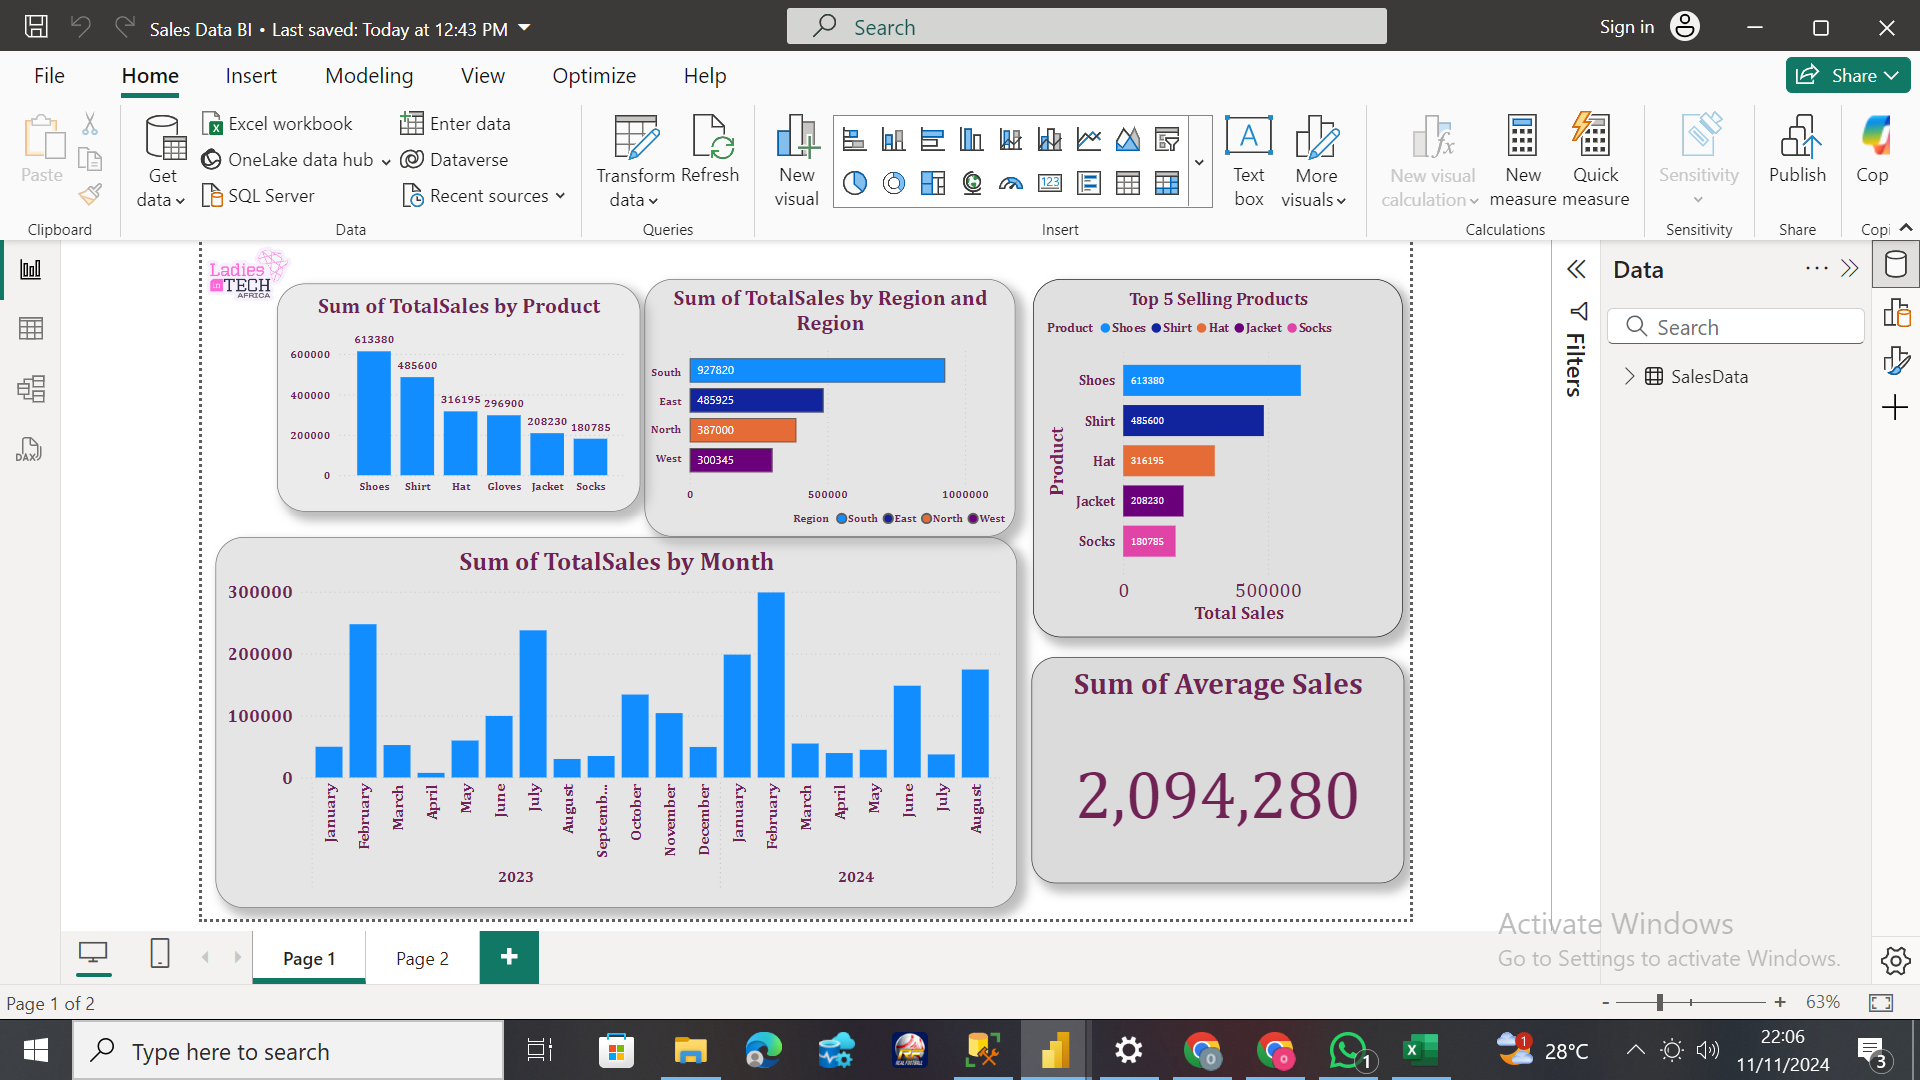 Sales Data BI • Last saved: Today at 12:43 PM
Search
Sign in
File
Home
Insert
Modeling
View
Optimize
Help
Share
Paste
Clipboard
Get data
Excel workbook
OneLake data hub
SQL Server
Enter data
Dataverse
Recent sources
Data
Transform data
Refresh
Queries
New visual
123
A
Text box
More visuals
Insert
New visual calculation
New measure
Quick measure
Calculations
Sensitivity
Sensitivity
Publish
Share
Cop
Copi
DAX
Ladies
in TECH
AFRICA
Sum of TotalSales by Product
613380
600000
485600
400000
316195 296900
208230 180785
200000
0
Shoes Shirt Hat Gloves Jacket Socks
Sum of TotalSales by Region and
Region
South 927820
East 485925
North 387000
West 300345
0 500000 1000000
Region South East North West
Top 5 Selling Products
Product Shoes Shirt Hat Jacket Socks
Product
Shoes 613380
Shirt 485600
Hat 316195
Jacket 208230
Socks 180785
0 500000
Total Sales
Sum of TotalSales by Month
300000
200000
100000
0
January
February
March
April
May
June
July
August
Septemb...
October
November
December
January
February
March
April
May
June
July
August
2023 2024
Sum of Average Sales
2,094,280
Filters
Data
Search
SalesData
Activate Windows
Go to Settings to activate Windows.
Page 1
Page 2
+
Page 1 of 2
- + 63%
Type here to search
1
1
28°C
22:06
11/11/2024
3